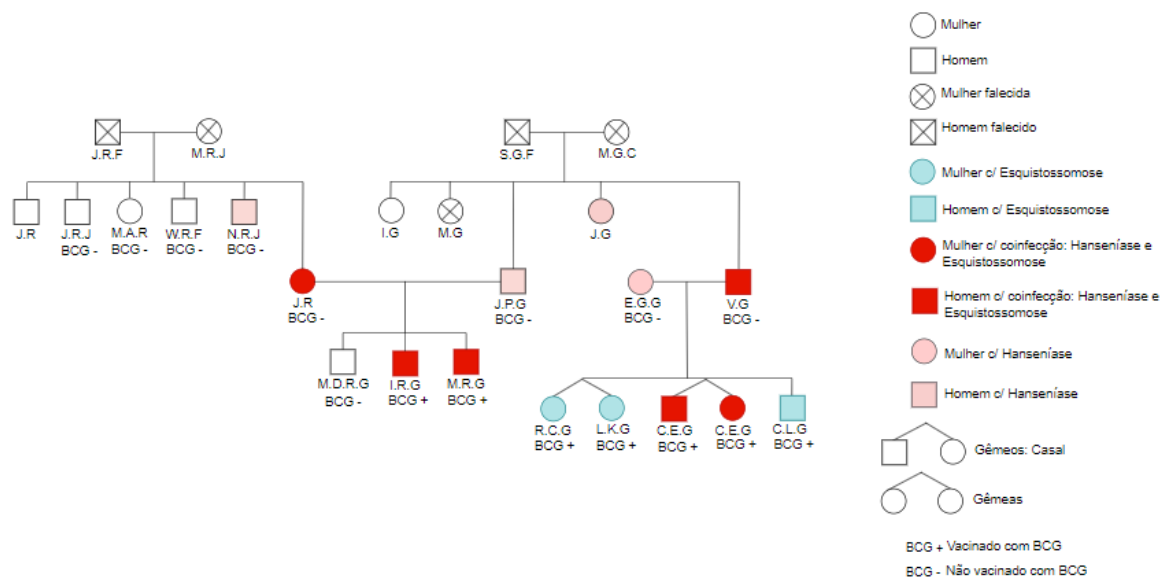 J.R.F
M.R.J
S.G.F
M.G.C
J.R
J.R.J
BCG -
M.A.R
BCG -
W.R.F
BCG -
N.R.J
BCG -
I.G
M.G
J.G
J.R
BCG -
J.P.G
BCG -
E.G.G
BCG -
V.G
BCG -
M.D.R.G
BCG -
I.R.G
BCG +
M.R.G
BCG +
R.C.G
BCG +
L.K.G
BCG +
C.E.G
BCG +
C.E.G
BCG +
C.L.G
BCG +
Mulher
Homem
Mulher falecida
Homem falecido
Mulher c/ Esquistossomose
Homem c/ Esquistossomose
Mulher c/ coinfecção: Hanseníase e
Esquistossomose
Homem c/ coinfecção: Hanseníase e
Esquistossomose
Mulher c/ Hanseníase
Homem c/ Hanseníase
Gêmeos: Casal
Gêmeas
BCG + Vacinado com BCG
BCG - Não vacinado com BCG